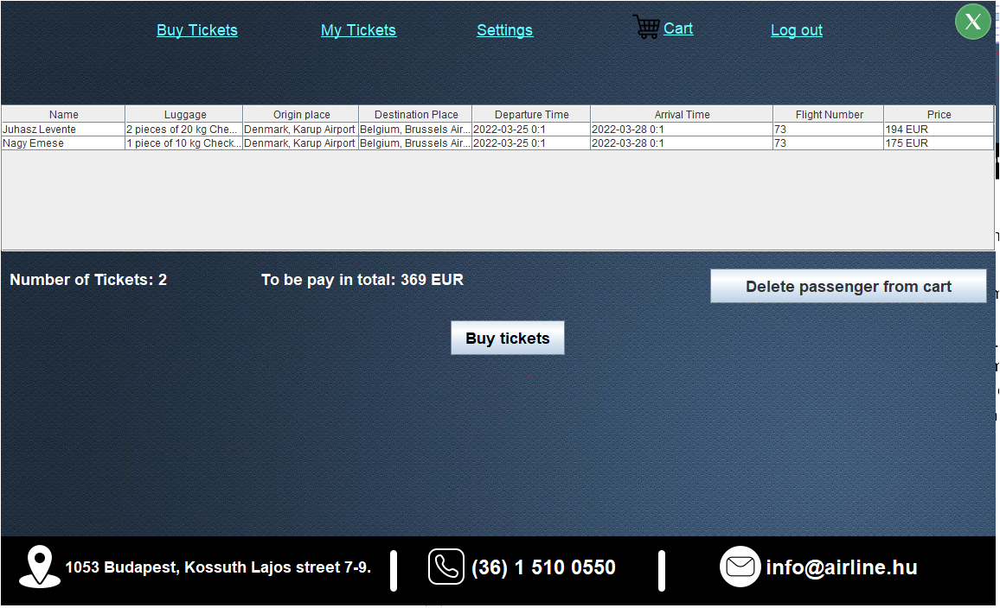 Buy Tickets My Tickets Settings Cart Log out X
Name Luggage Origin place Destination Place Departure Time Arrival Time Flight Number Price
Juhasz Levente 2 pieces of 20 kg Che... Denmark, Karup Airport Belgium, Brussels Air... 2022-03-25 0:1 2022-03-28 0:1 73 194 EUR
Nagy Emese 1 piece of 10 kg Check... Denmark, Karup Airport Belgium, Brussels Air... 2022-03-25 0:1 2022-03-28 0:1 73 175 EUR
Number of Tickets: 2 To be pay in total: 369 EUR Delete passenger from cart
Buy tickets
1053 Budapest, Kossuth Lajos street 7-9. (36) 1 510 0550 info@airline.hu